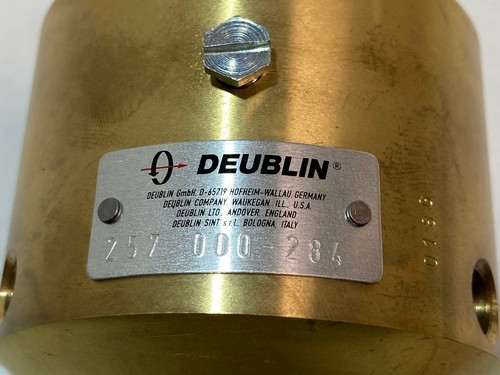 DEUBLIN®
DEUBLIN GmbH. D-65719 HOFHEIM-WALLAU, GERMANY
DEUBLIN COMPANY WAUKEGAN, ILL., U.S.A.
DEUBLIN LTD., ANDOVER, ENGLAND
DEUBLIN-SINT s.r.l., BOLOGNA, ITALY
257 000-284